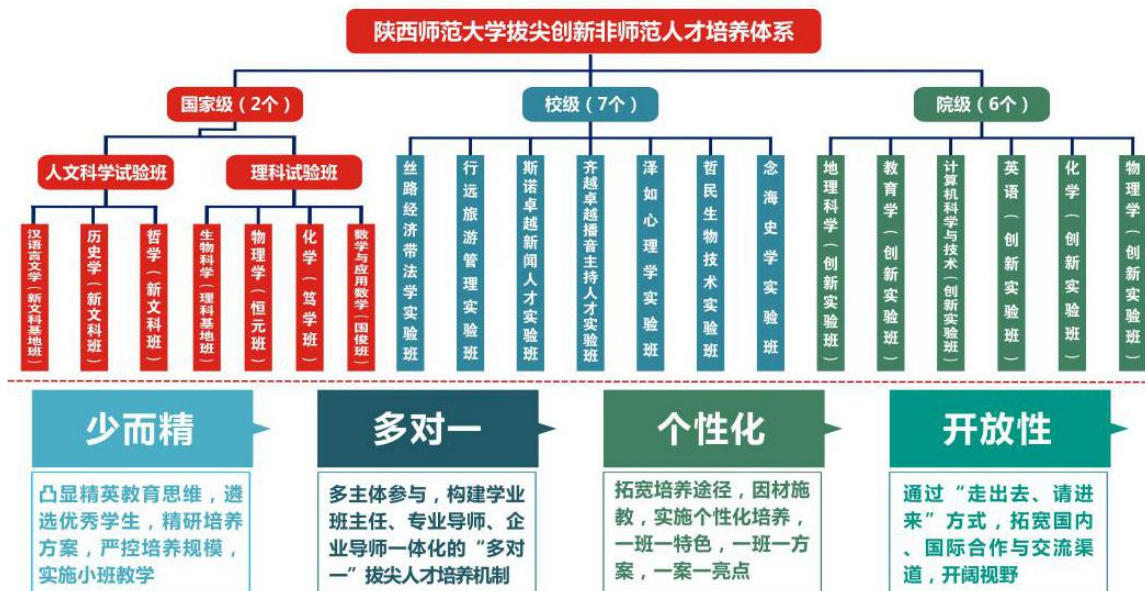 陕西师范大学拔尖创新非师范人才培养体系
国家级（2个）
校级（7个）
院级（6个）
人文科学试验班
理科试验班
汉语言文学（新文科基地班）
历史学（新文科班）
哲学（新文科班）
生物科学（理科基地班）
物理学（恒元班）
化学（笃学班）
数学与应用数学（国俊班）
丝路经济带法学实验班
行远旅游管理实验班
斯诺卓越新闻人才实验班
齐越卓越播音主持人才实验班
泽如心理学实验班
哲民生物技术实验班
念海史学实验班
地理科学（创新实验班）
教育学（创新实验班）
计算机科学与技术（创新实验班）
英语（创新实验班）
化学（创新实验班）
物理学（创新实验班）
少而精
凸显精英教育思维，遴
选优秀学生，精研培养
方案，严控培养规模，
实施小班教学
多对一
多主体参与，构建学业
班主任、专业导师、企
业导师一体化的“多对
一”拔尖人才培养机制
个性化
拓宽培养途径，因材施
教，实施个性化培养，
一班一特色，一班一方
案，一案一亮点
开放性
通过“走出去、请进
来”方式，拓宽国内
、国际合作与交流渠
道，开阔视野